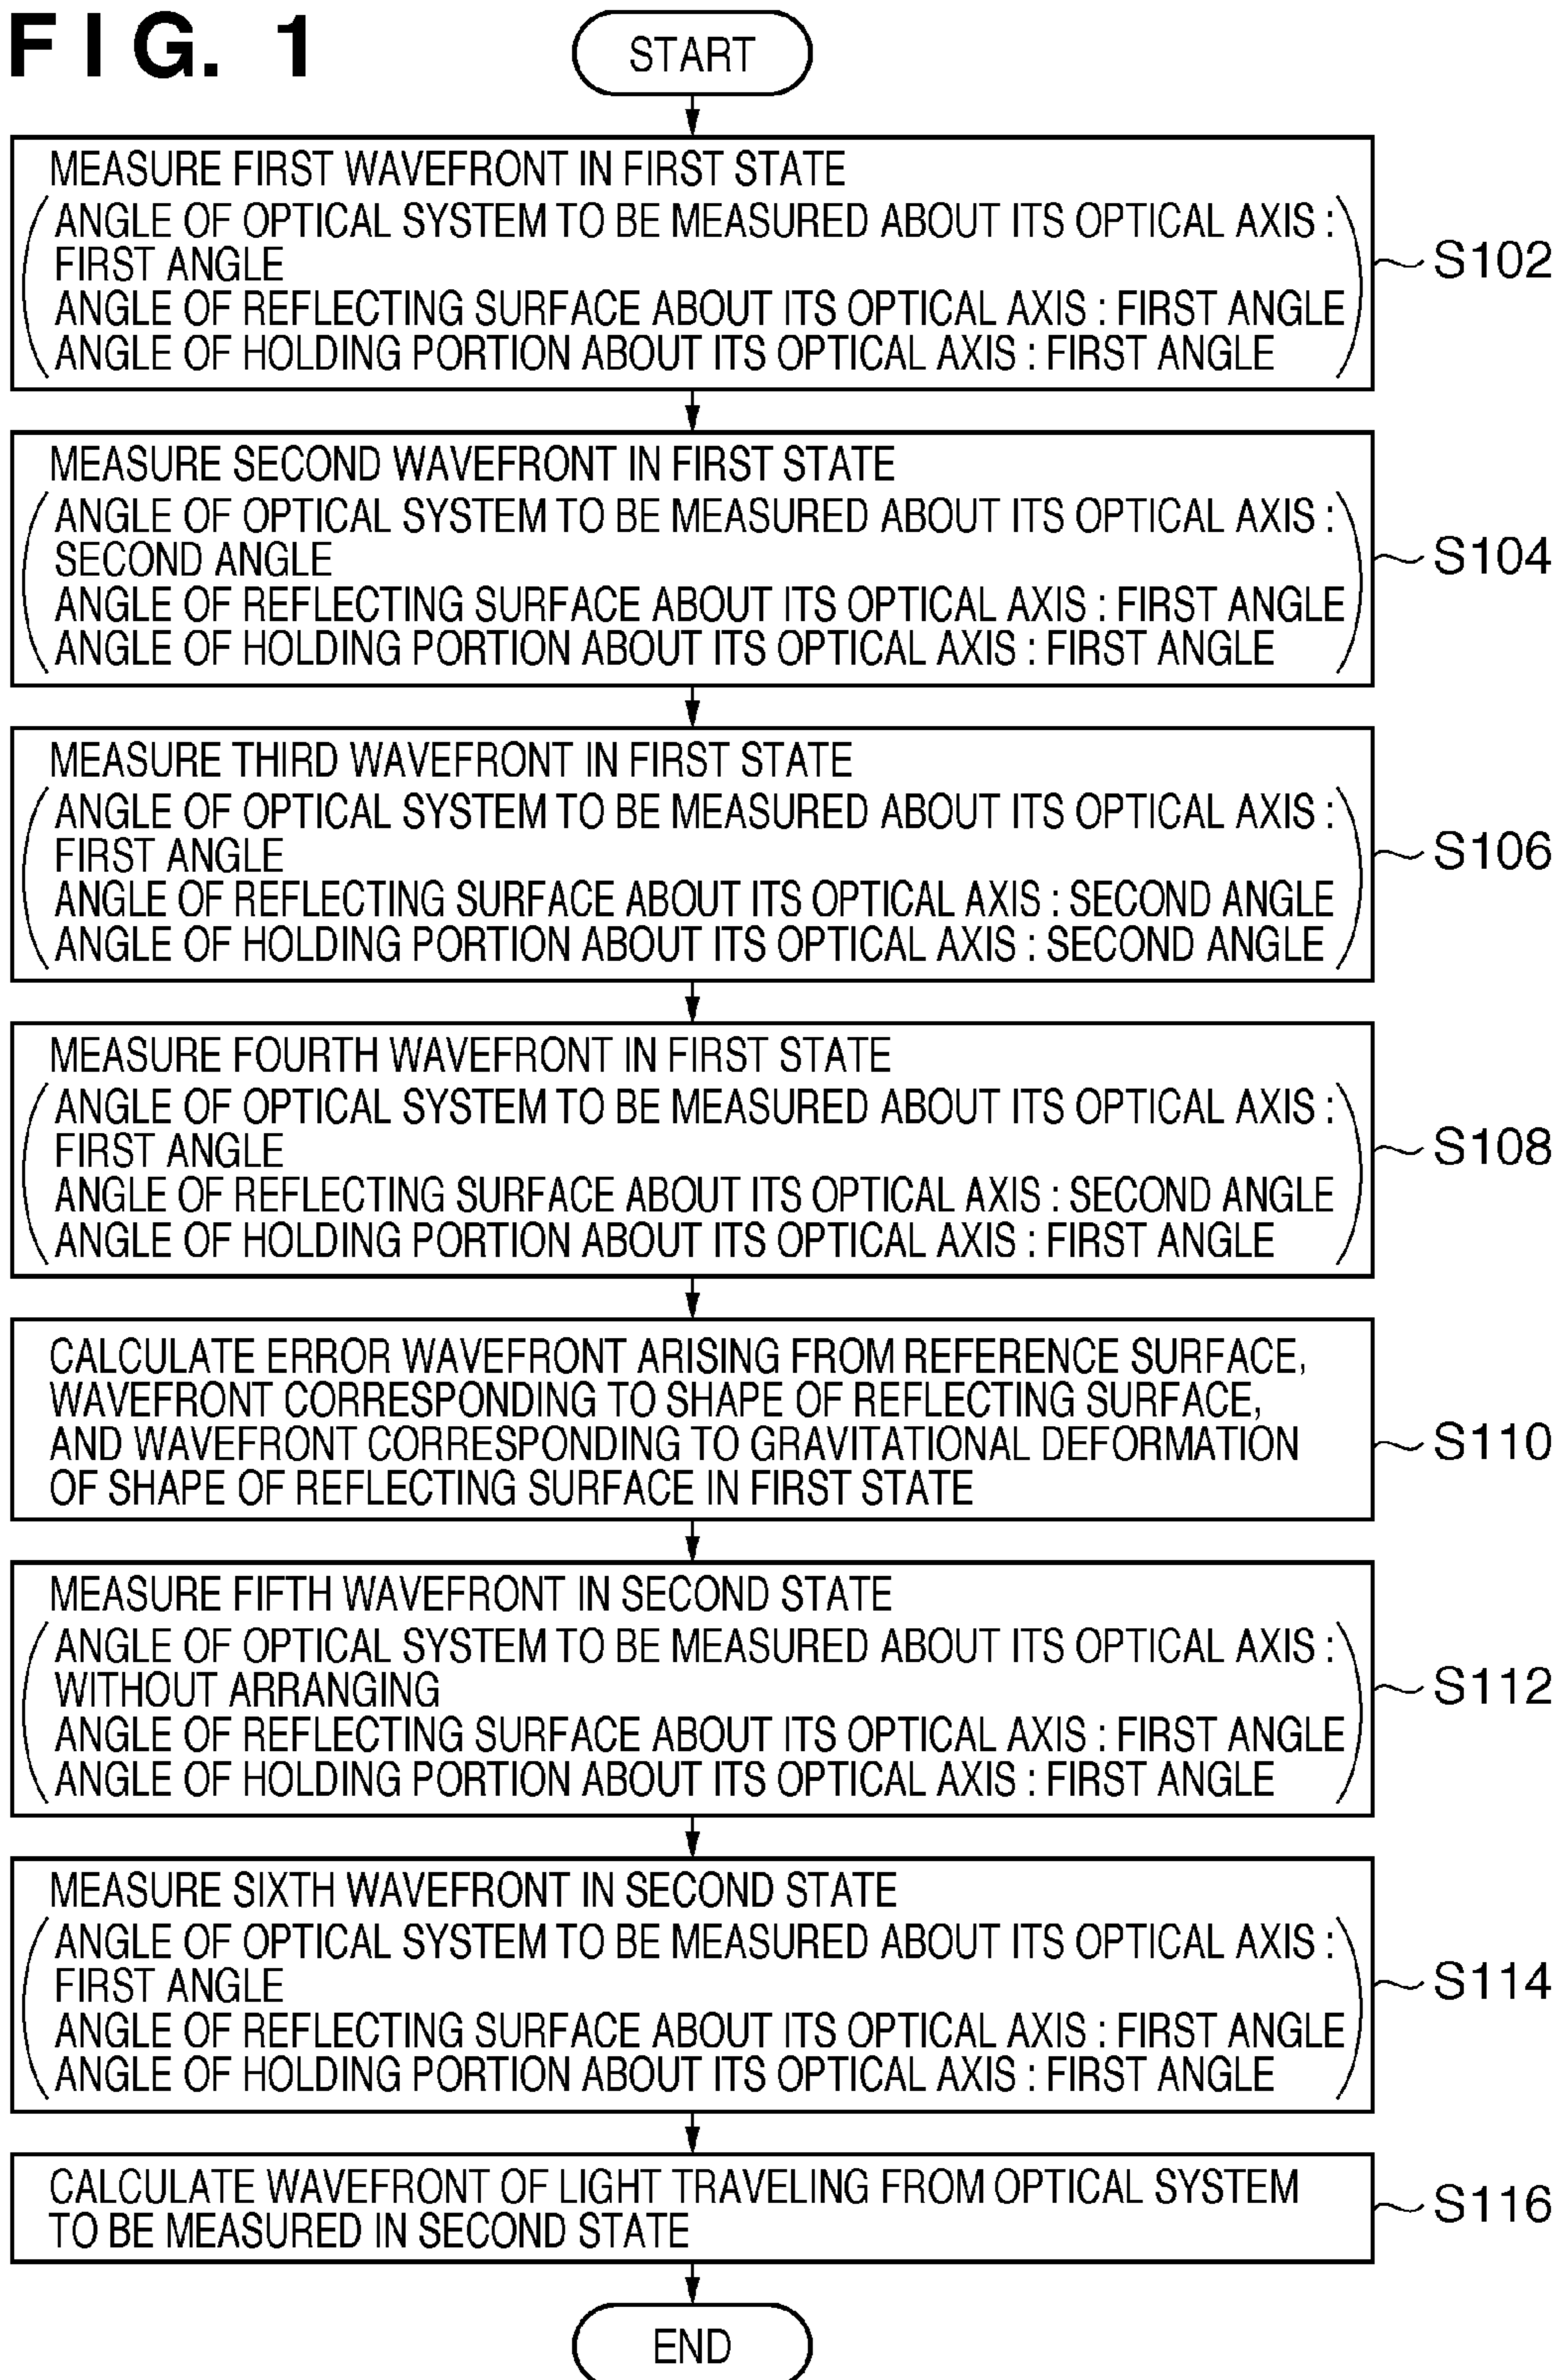 FIG. 1
START
MEASURE FIRST WAVEFRONT IN FIRST STATE
ANGLE OF OPTICAL SYSTEM TO BE MEASURED ABOUT ITS OPTICAL AXIS :
FIRST ANGLE
ANGLE OF REFLECTING SURFACE ABOUT ITS OPTICAL AXIS : FIRST ANGLE
ANGLE OF HOLDING PORTION ABOUT ITS OPTICAL AXIS : FIRST ANGLE
S102
MEASURE SECOND WAVEFRONT IN FIRST STATE
ANGLE OF OPTICAL SYSTEM TO BE MEASURED ABOUT ITS OPTICAL AXIS :
SECOND ANGLE
ANGLE OF REFLECTING SURFACE ABOUT ITS OPTICAL AXIS : FIRST ANGLE
ANGLE OF HOLDING PORTION ABOUT ITS OPTICAL AXIS : FIRST ANGLE
S104
MEASURE THIRD WAVEFRONT IN FIRST STATE
ANGLE OF OPTICAL SYSTEM TO BE MEASURED ABOUT ITS OPTICAL AXIS :
FIRST ANGLE
ANGLE OF REFLECTING SURFACE ABOUT ITS OPTICAL AXIS : SECOND ANGLE
ANGLE OF HOLDING PORTION ABOUT ITS OPTICAL AXIS : SECOND ANGLE
S106
MEASURE FOURTH WAVEFRONT IN FIRST STATE
ANGLE OF OPTICAL SYSTEM TO BE MEASURED ABOUT ITS OPTICAL AXIS :
FIRST ANGLE
ANGLE OF REFLECTING SURFACE ABOUT ITS OPTICAL AXIS : SECOND ANGLE
ANGLE OF HOLDING PORTION ABOUT ITS OPTICAL AXIS : FIRST ANGLE
S108
CALCULATE ERROR WAVEFRONT ARISING FROM REFERENCE SURFACE,
WAVEFRONT CORRESPONDING TO SHAPE OF REFLECTING SURFACE,
AND WAVEFRONT CORRESPONDING TO GRAVITATIONAL DEFORMATION
OF SHAPE OF REFLECTING SURFACE IN FIRST STATE
S110
MEASURE FIFTH WAVEFRONT IN SECOND STATE
ANGLE OF OPTICAL SYSTEM TO BE MEASURED ABOUT ITS OPTICAL AXIS :
WITHOUT ARRANGING
ANGLE OF REFLECTING SURFACE ABOUT ITS OPTICAL AXIS : FIRST ANGLE
ANGLE OF HOLDING PORTION ABOUT ITS OPTICAL AXIS : FIRST ANGLE
S112
MEASURE SIXTH WAVEFRONT IN SECOND STATE
ANGLE OF OPTICAL SYSTEM TO BE MEASURED ABOUT ITS OPTICAL AXIS :
FIRST ANGLE
ANGLE OF REFLECTING SURFACE ABOUT ITS OPTICAL AXIS : FIRST ANGLE
ANGLE OF HOLDING PORTION ABOUT ITS OPTICAL AXIS : FIRST ANGLE
S114
CALCULATE WAVEFRONT OF LIGHT TRAVELING FROM OPTICAL SYSTEM
TO BE MEASURED IN SECOND STATE
S116
END